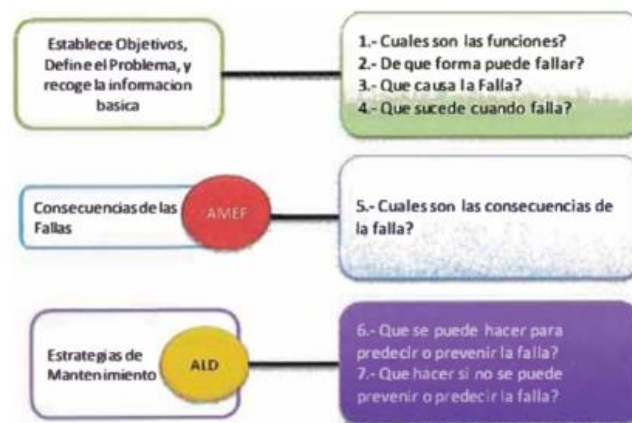 Establece Objetivos,
Define el Problema, y
recoge la informacion
basica
1.- Cuales son las funciones?
2.- De que forma puede fallar?
3.- Que causa la Falla?
4.- Que sucede cuando falla?
Consecuencias de las
Fallas
AMEF
5.- Cuales son las consecuencias de
la falla?
Estrategias de
Mantenimiento
ALD
6.- Que se puede hacer para
predecir o prevenir la falla?
7.- Que hacer si no se puede
prevenir o predecir la falla?